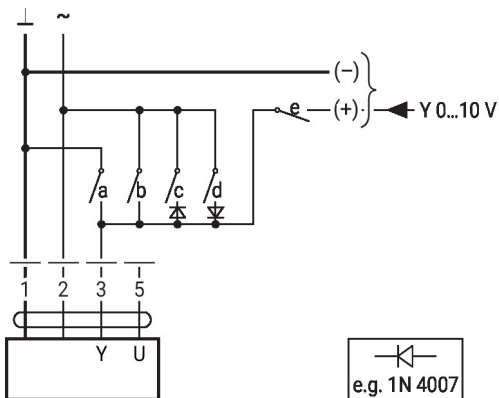 ⊥ ~
(–)
e (+) Y 0...10 V
a b c d
1 2 3 5
Y U
e.g. 1N 4007